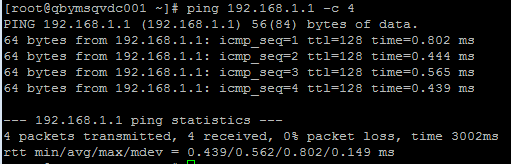 [root@qbymsqvdc001 ~]# ping 192.168.1.1 -c 4
PING 192.168.1.1 (192.168.1.1) 56(84) bytes of data.
64 bytes from 192.168.1.1: icmp_seq=1 ttl=128 time=0.802 ms
64 bytes from 192.168.1.1: icmp_seq=2 ttl=128 time=0.444 ms
64 bytes from 192.168.1.1: icmp_seq=3 ttl=128 time=0.565 ms
64 bytes from 192.168.1.1: icmp_seq=4 ttl=128 time=0.439 ms
--- 192.168.1.1 ping statistics ---
4 packets transmitted, 4 received, 0% packet loss, time 3002ms
rtt min/avg/max/mdev = 0.439/0.562/0.802/0.149 ms